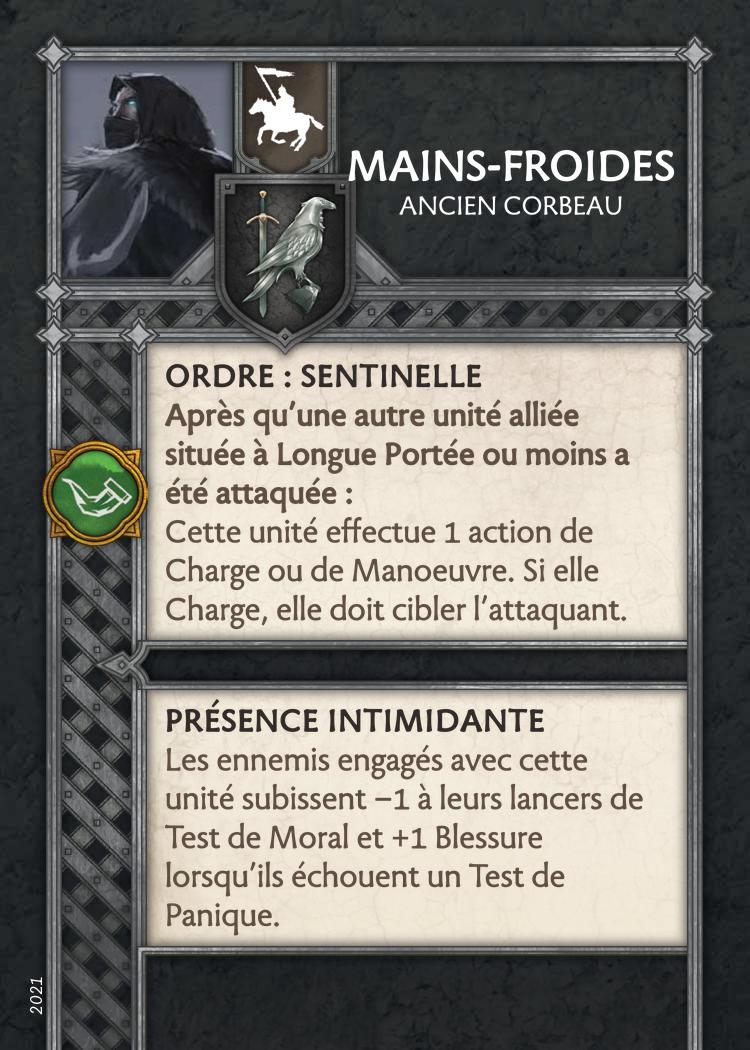 MAINS-FROIDES
ANCIEN CORBEAU
ORDRE : SENTINELLE
Après qu'une autre unité alliée
située à Longue Portée ou moins a
été attaquée :
Cette unité effectue 1 action de
Charge ou de Manoeuvre. Si elle
Charge, elle doit cibler l'attaquant.
PRÉSENCE INTIMIDANTE
Les ennemis engagés avec cette
unité subissent −1 à leurs lancers de
Test de Moral et +1 Blessure
lorsqu'ils échouent un Test de
Panique.
2021